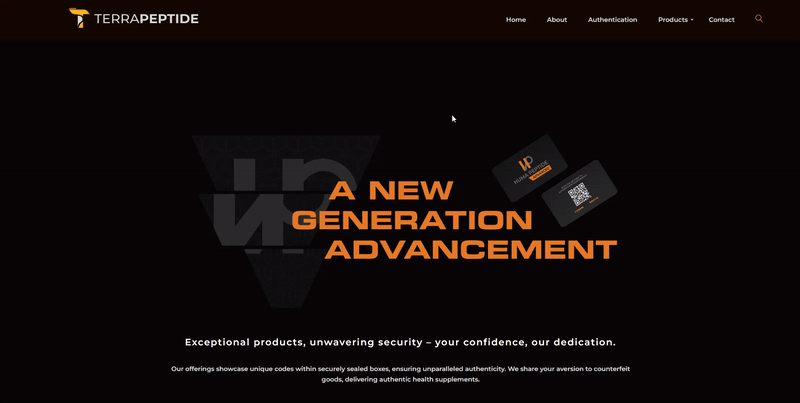 TERRAPEPTIDE
Home About Authentication Products Contact
HUMA PEPTIDE
A NEW
GENERATION
ADVANCEMENT
Exceptional products, unwavering security – your confidence, our dedication.
Our offerings showcase unique codes within securely sealed boxes, ensuring unparalleled authenticity. We share your aversion to counterfeit
goods, delivering authentic health supplements.